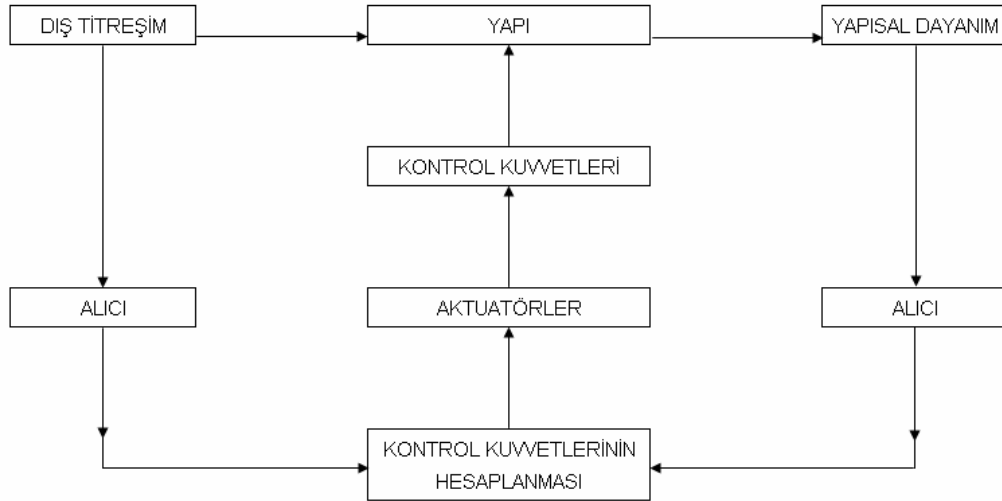 DIŞ TİTREŞİM
YAPI
YAPISAL DAYANIM
KONTROL KUVVETLERİ
ALICI
AKTUATÖRLER
ALICI
KONTROL KUVVETLERİNİN
HESAPLANMASI